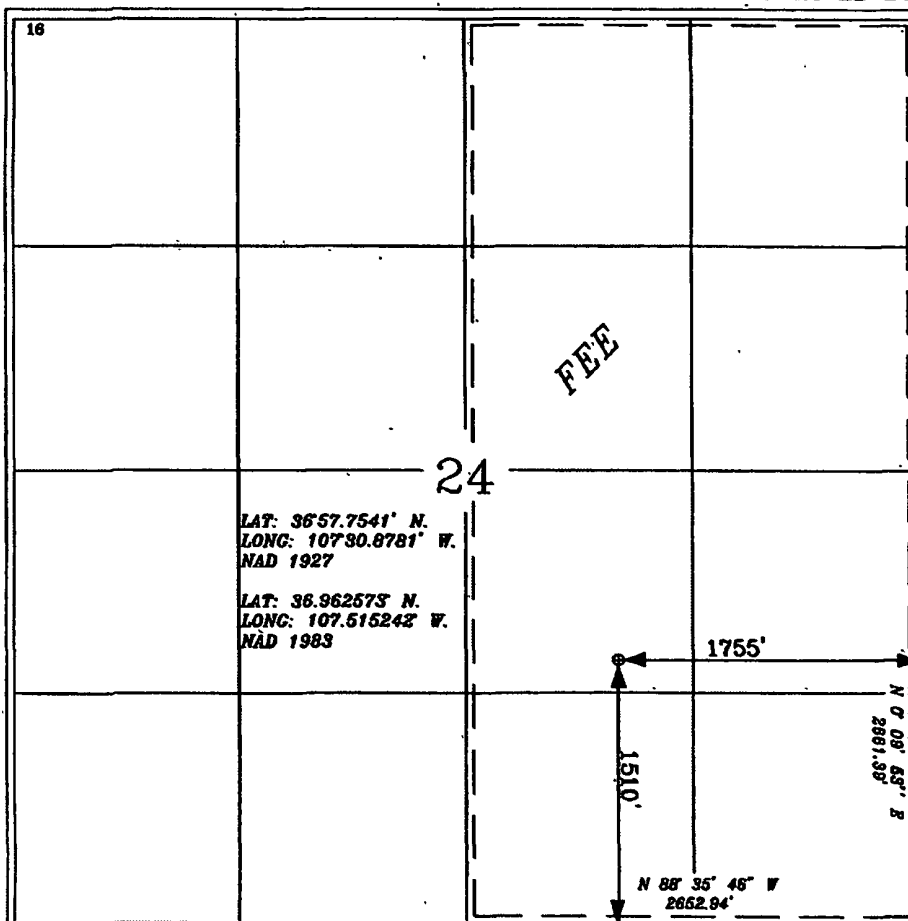 16
FEE
24
LAT: 36°57.7541' N.
LONG: 107°30.8781' W.
NAD 1927
LAT: 36.962573° N.
LONG: 107.515242° W.
NAD 1983
1755'
1510'
N 88° 35' 46" W
2652.94'